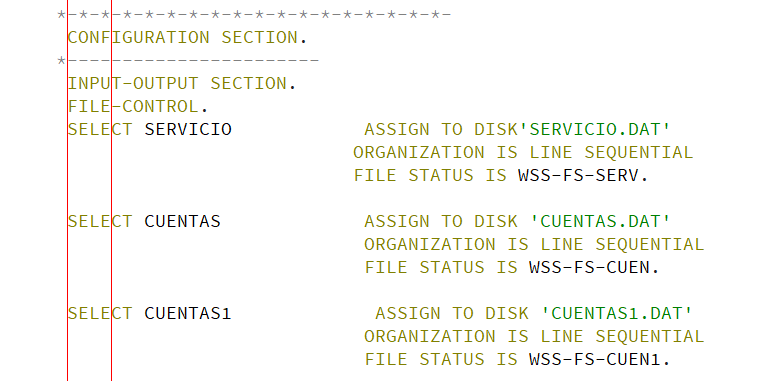 *-*-*-*-*-*-*-*-*-*-*-*-*-*-*-*-*-*-
CONFIGURATION SECTION.
*-----------------------
INPUT-OUTPUT SECTION.
FILE-CONTROL.
SELECT SERVICIO            ASSIGN TO DISK'SERVICIO.DAT'
ORGANIZATION IS LINE SEQUENTIAL
FILE STATUS IS WSS-FS-SERV.
SELECT CUENTAS             ASSIGN TO DISK 'CUENTAS.DAT'
ORGANIZATION IS LINE SEQUENTIAL
FILE STATUS IS WSS-FS-CUEN.
SELECT CUENTAS1             ASSIGN TO DISK 'CUENTAS1.DAT'
ORGANIZATION IS LINE SEQUENTIAL
FILE STATUS IS WSS-FS-CUEN1.